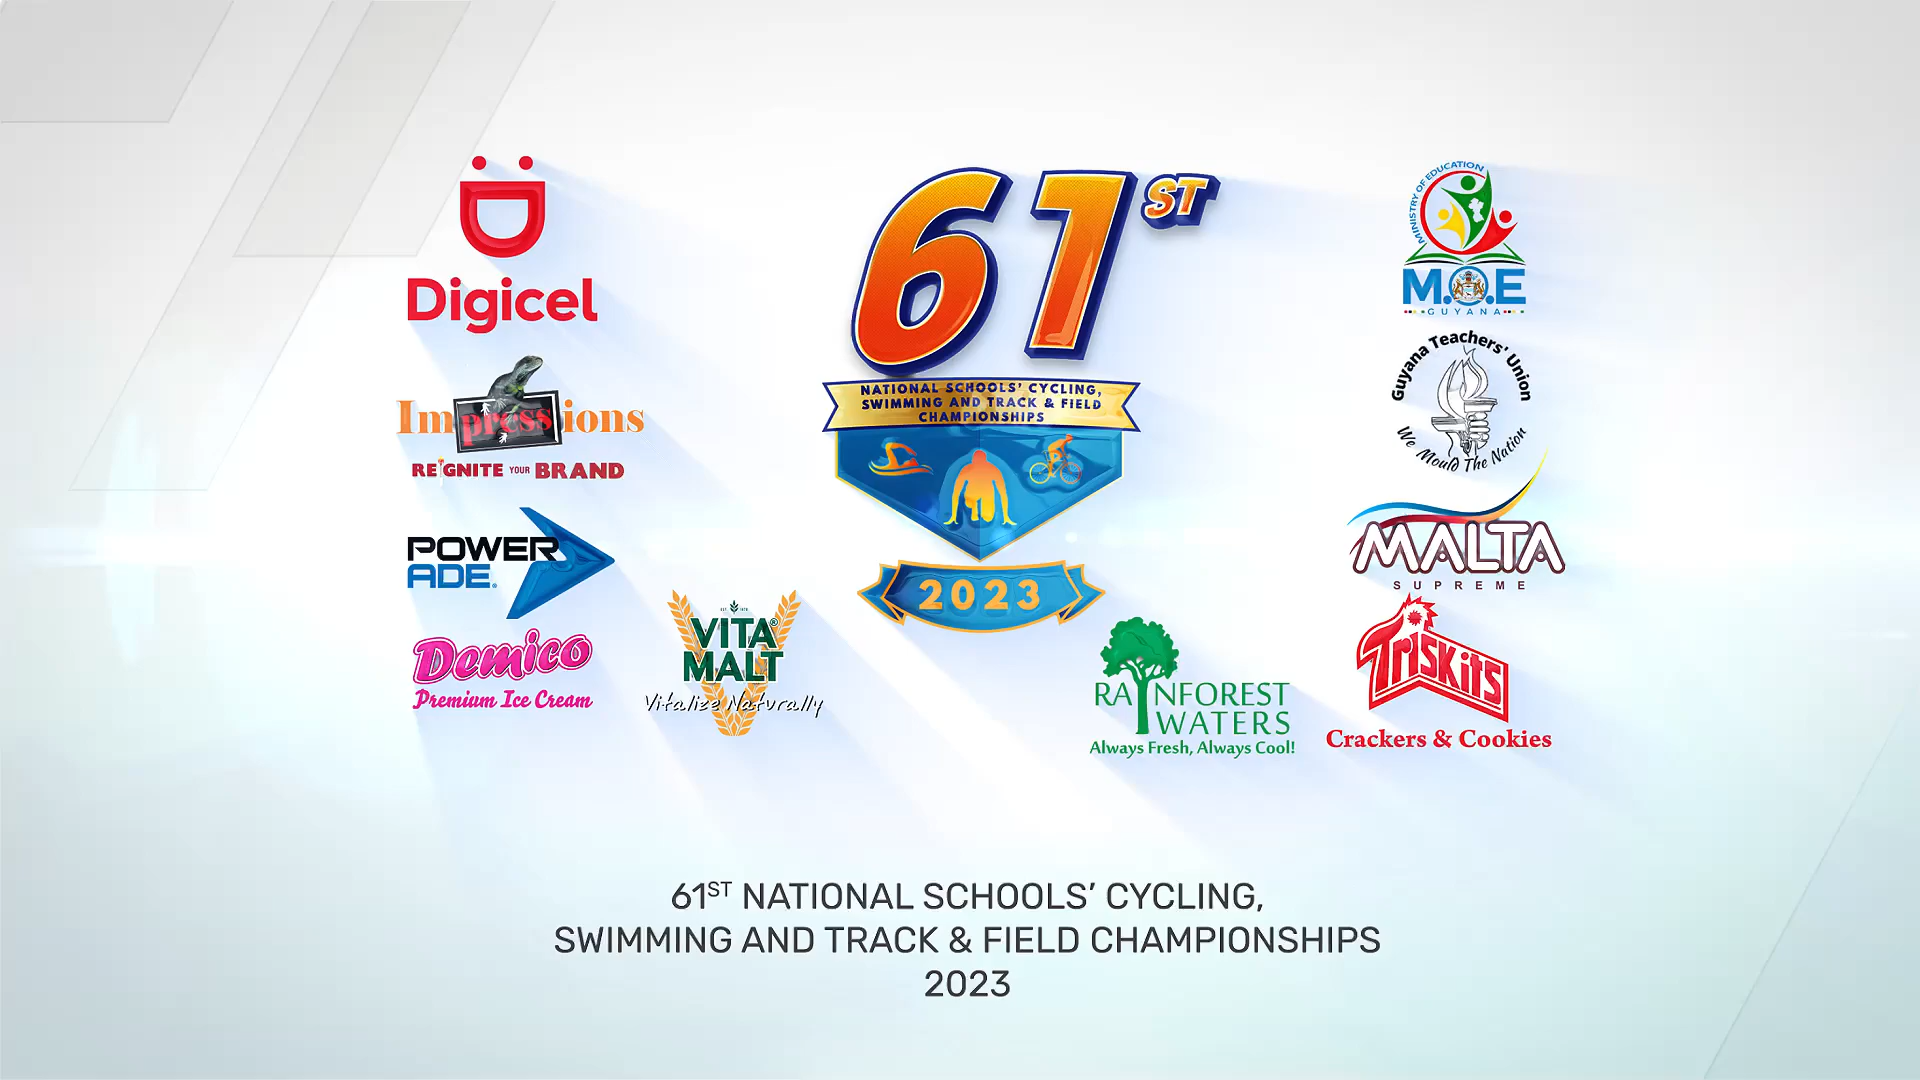 Digicel
Impressions
REIGNITE YOUR BRAND
POWER
ADE
Demico
Premium Ice Cream
VITA®
MALT
Vitalize Naturally
61ST
NATIONAL SCHOOLS' CYCLING,
SWIMMING AND TRACK & FIELD
CHAMPIONSHIPS
2023
MINISTRY OF EDUCATION
M.O.E
GUYANA
Guyana Teachers' Union
We Mould The Nation
MALTA
SUPREME
RAINFOREST
WATERS
Always Fresh, Always Cool!
TRISKitS
Crackers & Cookies
61ST NATIONAL SCHOOLS’ CYCLING,
SWIMMING AND TRACK & FIELD CHAMPIONSHIPS
2023